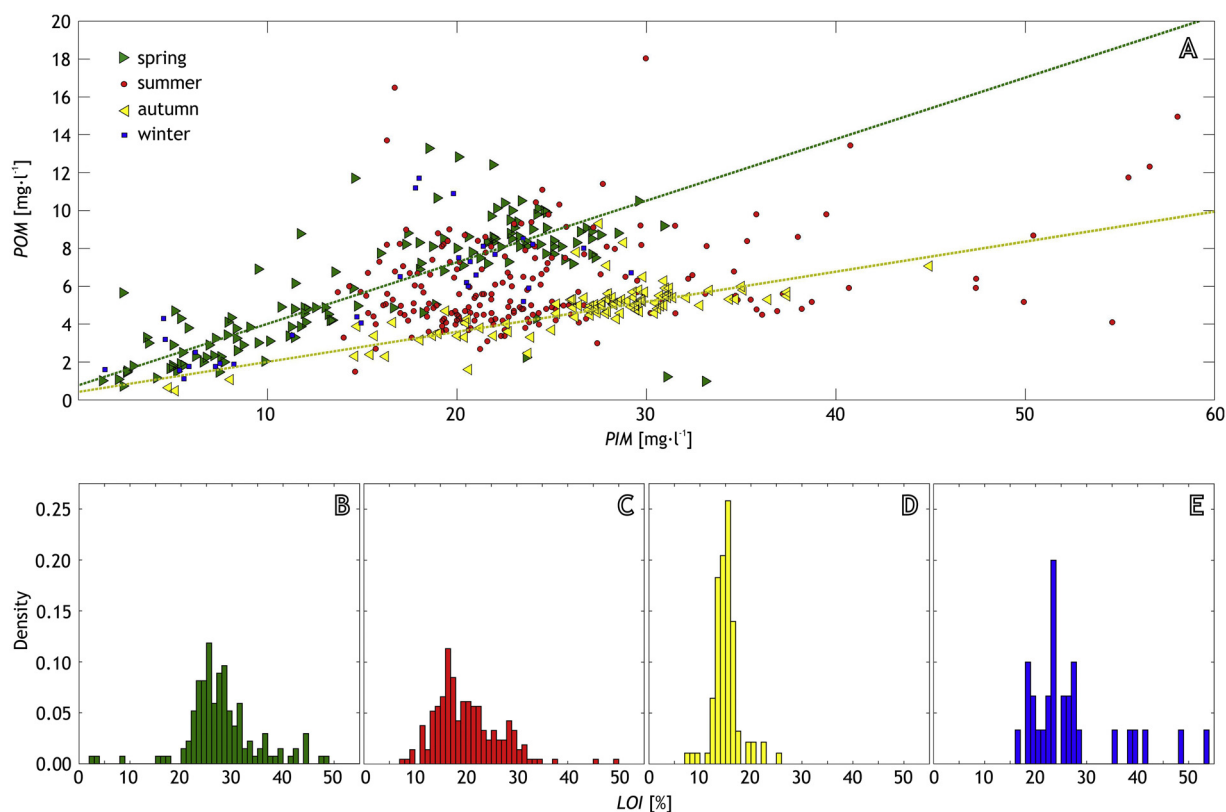 20
18
16
14
12
10
8
6
4
2
0
POM [mg·l⁻¹]
spring
summer
autumn
winter
A
10 20 30 40 50 60
PIM [mg·l⁻¹]
B C D E
0.25
0.20
0.15
0.10
0.05
0.00
Density
0 10 20 30 40 50 0 10 20 30 40 50 0 10 20 30 40 50 0 10 20 30 40 50
LOI [%]